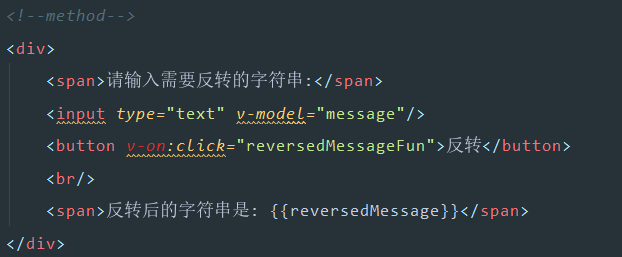 <!--method-->
<div>
<span>请输入需要反转的字符串:</span>
<input type="text" v-model="message"/>
<button v-on:click="reversedMessageFun">反转</button>
<br/>
<span>反转后的字符串是: {{reversedMessage}}</span>
</div>